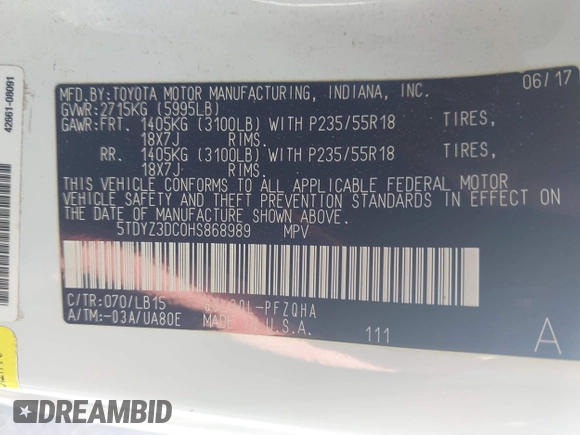 MFD.BY:TOYOTA MOTOR MANUFACTURING, INDIANA, INC. 06/17
GVWR:2715KG (5995LB)
GAWR:FRT. 1405KG (3100LB) WITH P235/55R18 TIRES,
18X7J RIMS.
RR. 1405KG (3100LB) WITH P235/55R18 TIRES,
18X7J RIMS.
THIS VEHICLE CONFORMS TO ALL APPLICABLE FEDERAL MOTOR
VEHICLE SAFETY AND THEFT PREVENTION STANDARDS IN EFFECT ON
THE DATE OF MANUFACTURE SHOWN ABOVE.
5TDYZ3DC0HS868989 MPV
C/TR:070/LB15 -PFZQHA
A/TM:-03A/UA80E MADE IN U.S.A. 111 A
42661-08091
DREAMBID